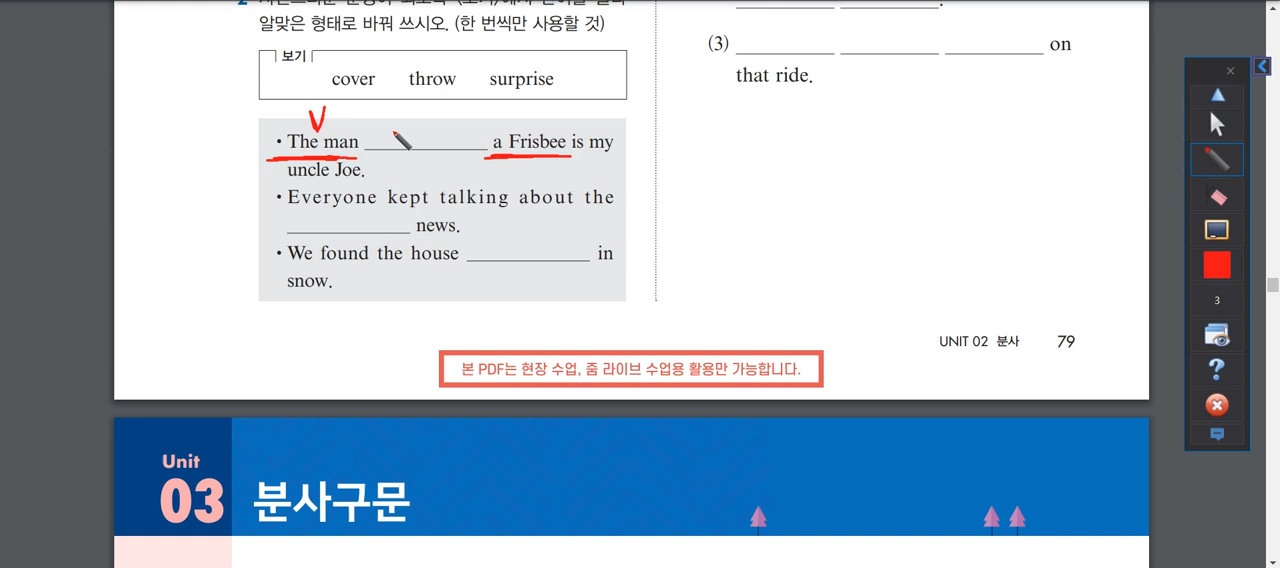 알맞은 형태로 바꿔 쓰시오. (한 번씩만 사용할 것)
보기
cover throw surprise
• The man ____________ a Frisbee is my
uncle Joe.
• Everyone kept talking about the
____________ news.
• We found the house ____________ in
snow.
__________ __________ .
(3) __________ __________ __________ on
that ride.
UNIT 02 분사 79
본 PDF는 현장 수업, 줌 라이브 수업용 활용만 가능합니다.
Unit
03 분사구문
3